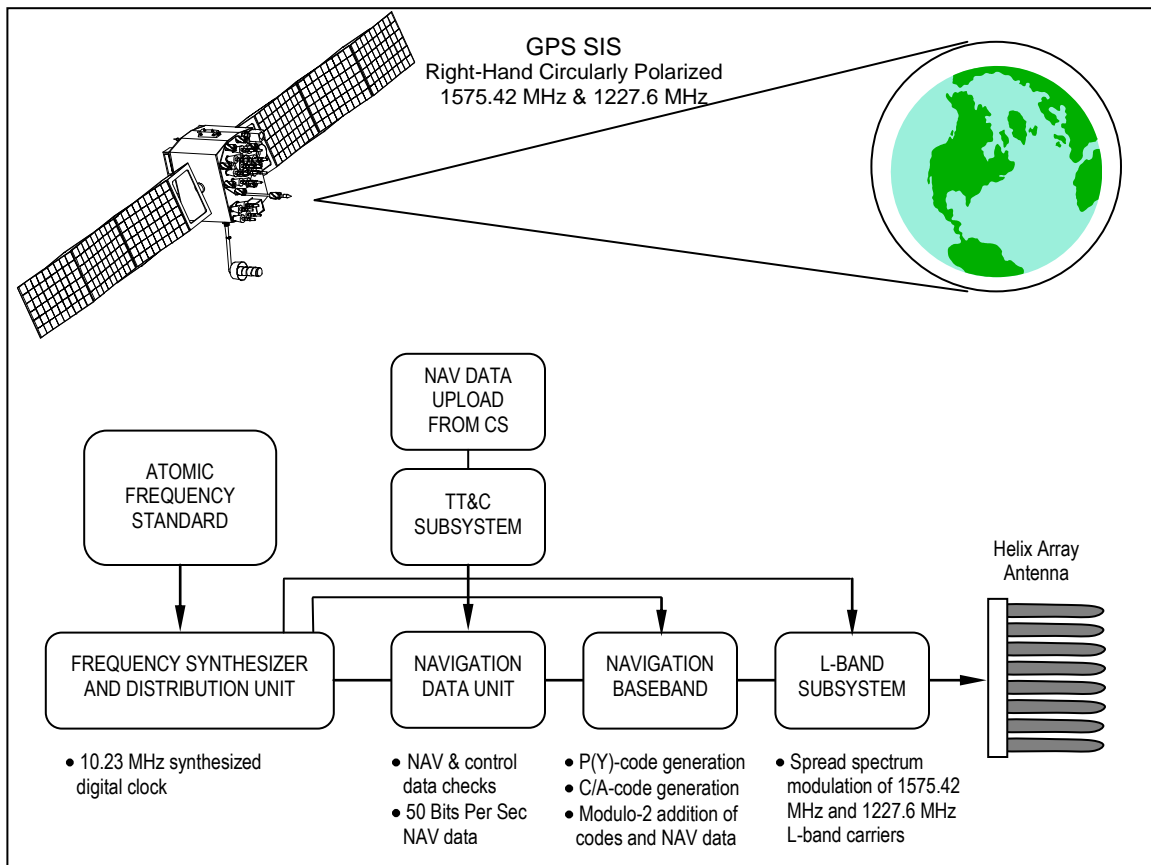 GPS SIS
Right-Hand Circularly Polarized
1575.42 MHz & 1227.6 MHz
NAV DATA
UPLOAD
FROM CS
ATOMIC
FREQUENCY
STANDARD
TT&C
SUBSYSTEM
Helix Array
Antenna
FREQUENCY SYNTHESIZER
AND DISTRIBUTION UNIT
NAVIGATION
DATA UNIT
NAVIGATION
BASEBAND
L-BAND
SUBSYSTEM
• 10.23 MHz synthesized
digital clock
• NAV & control
data checks
• 50 Bits Per Sec
NAV data
• P(Y)-code generation
• C/A-code generation
• Modulo-2 addition of
codes and NAV data
• Spread spectrum
modulation of 1575.42
MHz and 1227.6 MHz
L-band carriers